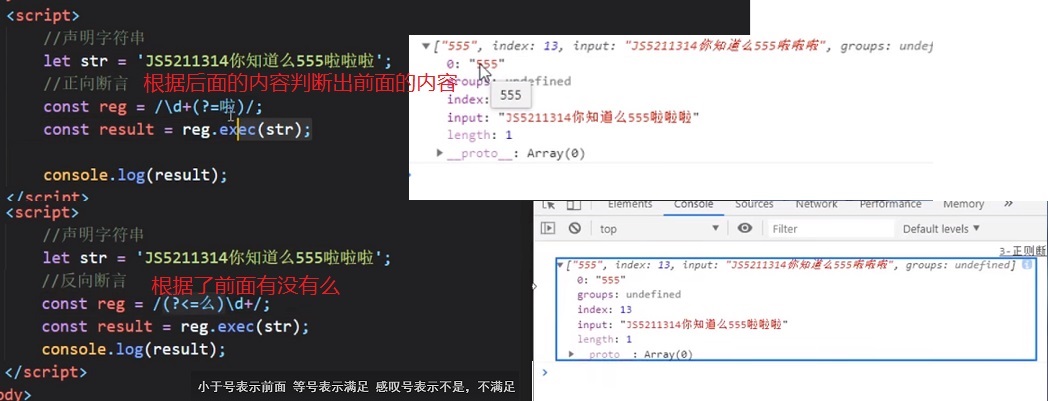 <script>
//声明字符串
let str = 'JS5211314你知道么555啦啦啦';
//正向断言 根据后面的内容判断出前面的内容
const reg = /\d+(?=啦)/;
const result = reg.exec(str);
console.log(result);
</script>
["555", index: 13, input: "JS5211314你知道么555啦啦啦", groups: undef
0: "555"
groups: undefined
555
index:
input: "JS5211314你知道么555啦啦啦"
length: 1
__proto__: Array(0)
<script>
//声明字符串
let str = 'JS5211314你知道么555啦啦啦';
//反向断言 根据了前面有没有么
const reg = /(?<=么)\d+/;
const result = reg.exec(str);
console.log(result);
</script>
小于号表示前面 等号表示满足 感叹号表示不是，不满足
body>
Elements Console Sources Network Performance Memory »
top Filter Default levels
3-正则断
["555", index: 13, input: "JS5211314你知道么555啦啦啦", groups: undefined]
0: "555"
groups: undefined
index: 13
input: "JS5211314你知道么555啦啦啦"
length: 1
__proto__: Array(0)